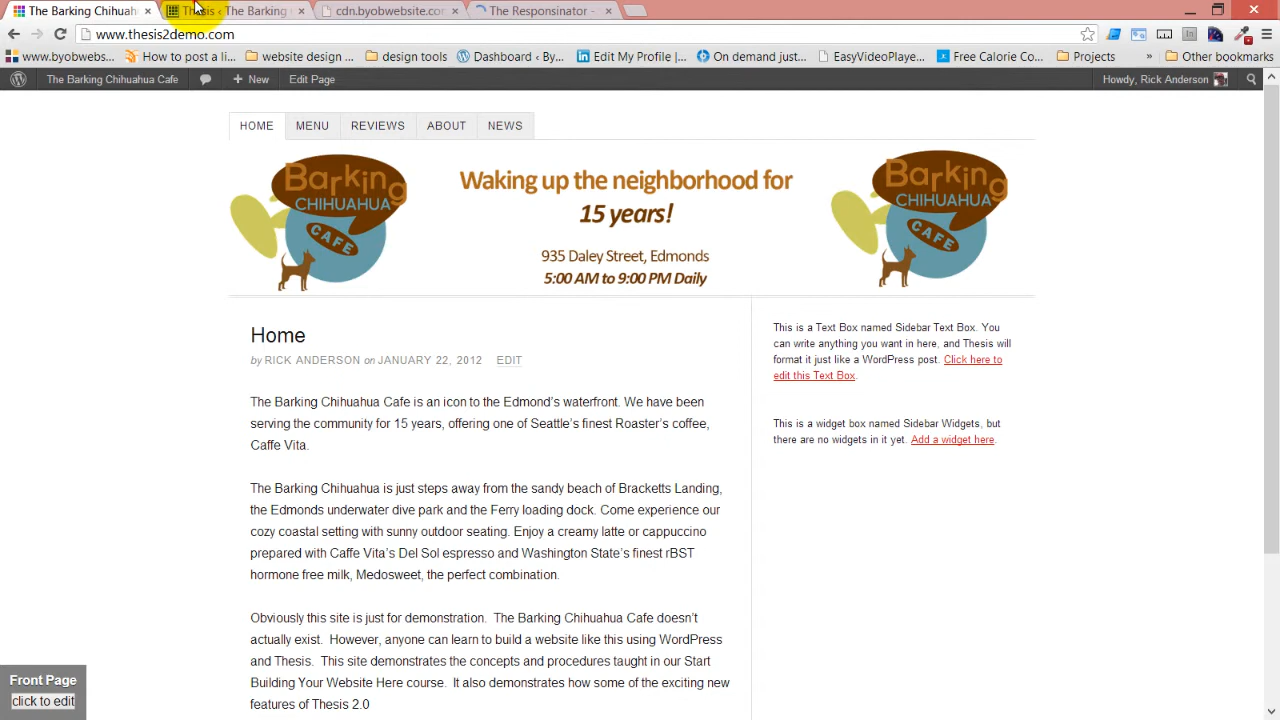 The Barking Chihuah
Thesis ‹ The Barking
cdn.byobwebsite.com
The Responsinator -
www.thesis2demo.com
www.byobwebs...
How to post a li...
website design ...
design tools
Dashboard ‹ By...
Edit My Profile |...
On demand just...
EasyVideoPlaye...
Free Calorie Co...
Projects
»
Other bookmarks
The Barking Chihuahua Cafe
+ New
Edit Page
Howdy, Rick Anderson
HOME
MENU
REVIEWS
ABOUT
NEWS
Barking
CHIHUAHUA
CAFE
Waking up the neighborhood for
15 years!
935 Daley Street, Edmonds
5:00 AM to 9:00 PM Daily
Barking
CHIHUAHUA
CAFE
Home
by RICK ANDERSON on JANUARY 22, 2012 EDIT
The Barking Chihuahua Cafe is an icon to the Edmond's waterfront. We have been
serving the community for 15 years, offering one of Seattle's finest Roaster's coffee,
Caffe Vita.
The Barking Chihuahua is just steps away from the sandy beach of Bracketts Landing,
the Edmonds underwater dive park and the Ferry loading dock. Come experience our
cozy coastal setting with sunny outdoor seating. Enjoy a creamy latte or cappuccino
prepared with Caffe Vita's Del Sol espresso and Washington State's finest rBST
hormone free milk, Medosweet, the perfect combination.
Obviously this site is just for demonstration. The Barking Chihuahua Cafe doesn't
actually exist. However, anyone can learn to build a website like this using WordPress
and Thesis. This site demonstrates the concepts and procedures taught in our Start
Building Your Website Here course. It also demonstrates how some of the exciting new
features of Thesis 2.0
This is a Text Box named Sidebar Text Box. You
can write anything you want in here, and Thesis will
format it just like a WordPress post. Click here to
edit this Text Box.
This is a widget box named Sidebar Widgets, but
there are no widgets in it yet. Add a widget here.
Front Page
click to edit